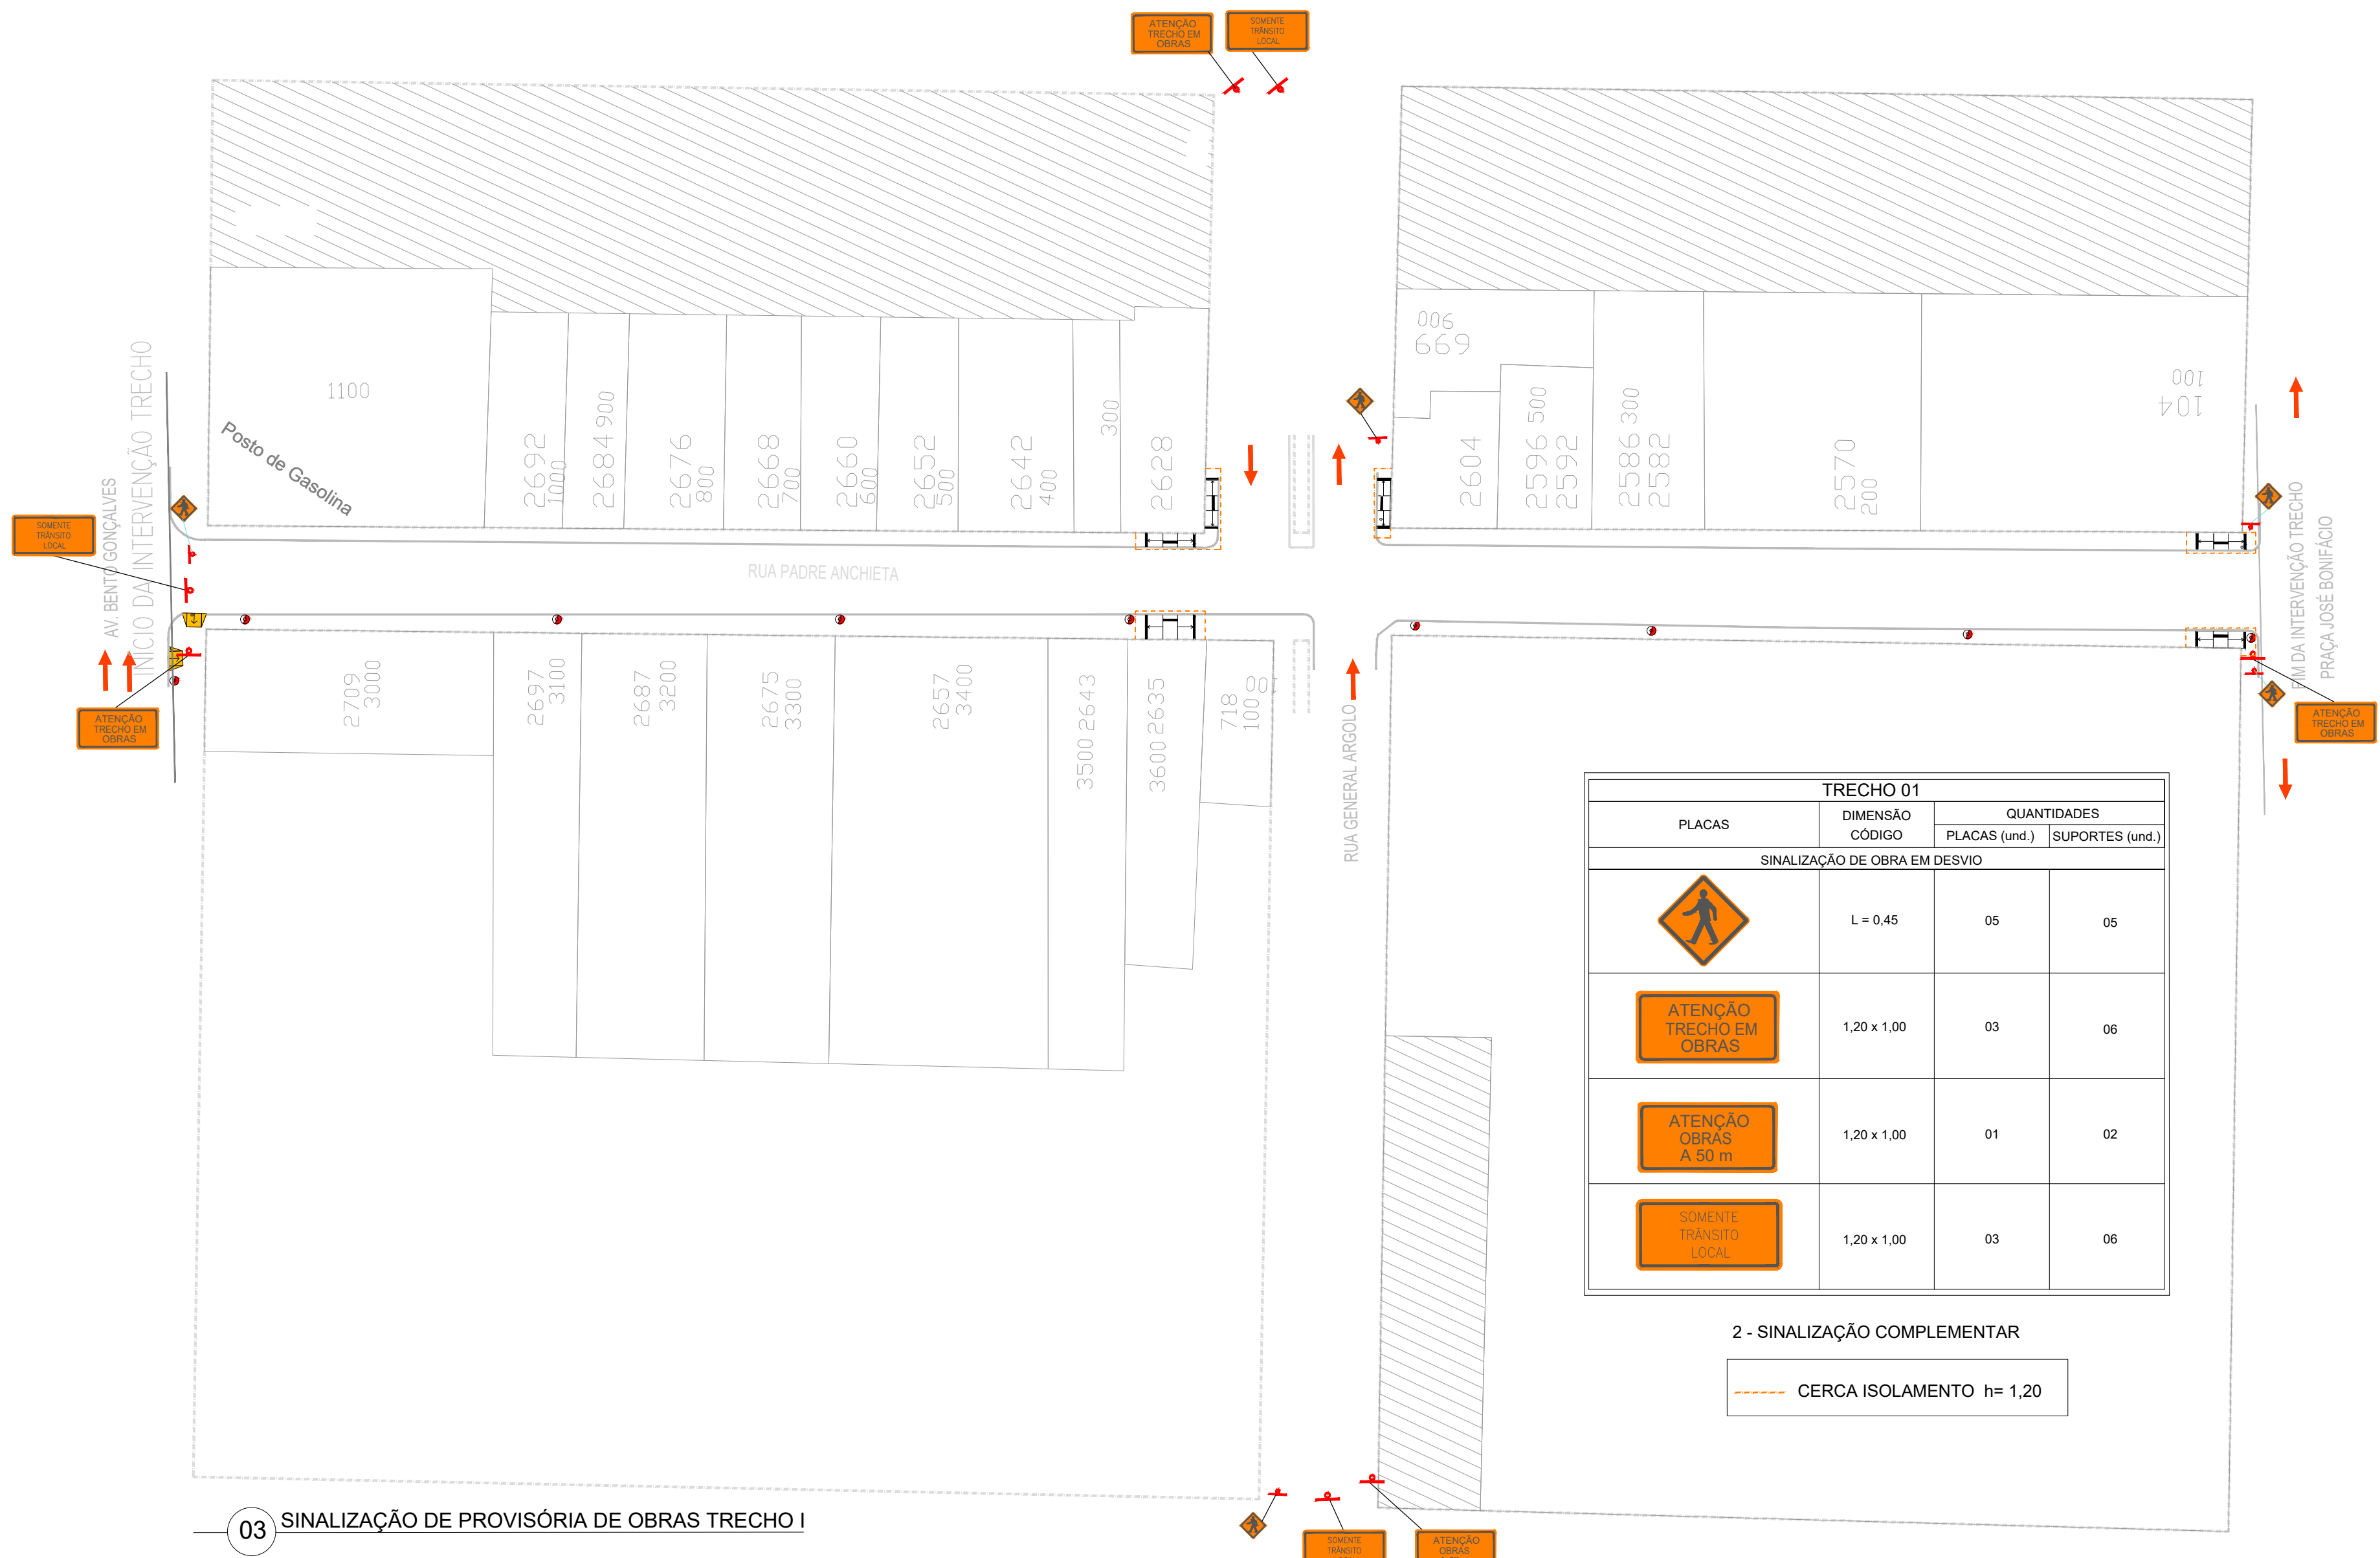 ATENÇÃO
TRECHO EM
OBRAS
SOMENTE
TRÂNSITO
LOCAL
1100
Posto de Gasolina
2692
1000
2684 900
2676
800
2668
700
2660
600
2652
500
2642
400
300
2628
900
699
2604
2596 500
2592
2586 300
2582
2570
200
100
104
AV. BENTO GONÇALVES
INICIO DA INTERVENÇÃO TRECHO
SOMENTE
TRÂNSITO
LOCAL
RUA PADRE ANCHIETA
FIM DA INTERVENÇÃO TRECHO
PRAÇA JOSÉ BONIFÁCIO
ATENÇÃO
TRECHO EM
OBRAS
2709
3000
2697
3100
2687
3200
2675
3300
2657
3400
3500 2643
3600 2635
718
100
RUA GENERAL ARGOLO
ATENÇÃO
TRECHO EM
OBRAS
TRECHO 01
PLACAS
DIMENSÃO
CÓDIGO
QUANTIDADES
PLACAS (und.) SUPORTES (und.)
SINALIZAÇÃO DE OBRA EM DESVIO
L = 0,45 05 05
ATENÇÃO
TRECHO EM
OBRAS
1,20 x 1,00 03 06
ATENÇÃO
OBRAS
A 50 m
1,20 x 1,00 01 02
SOMENTE
TRÂNSITO
LOCAL
1,20 x 1,00 03 06
2 - SINALIZAÇÃO COMPLEMENTAR
CERCA ISOLAMENTO h= 1,20
03 SINALIZAÇÃO DE PROVISÓRIA DE OBRAS TRECHO I
SOMENTE
TRÂNSITO
ATENÇÃO
OBRAS